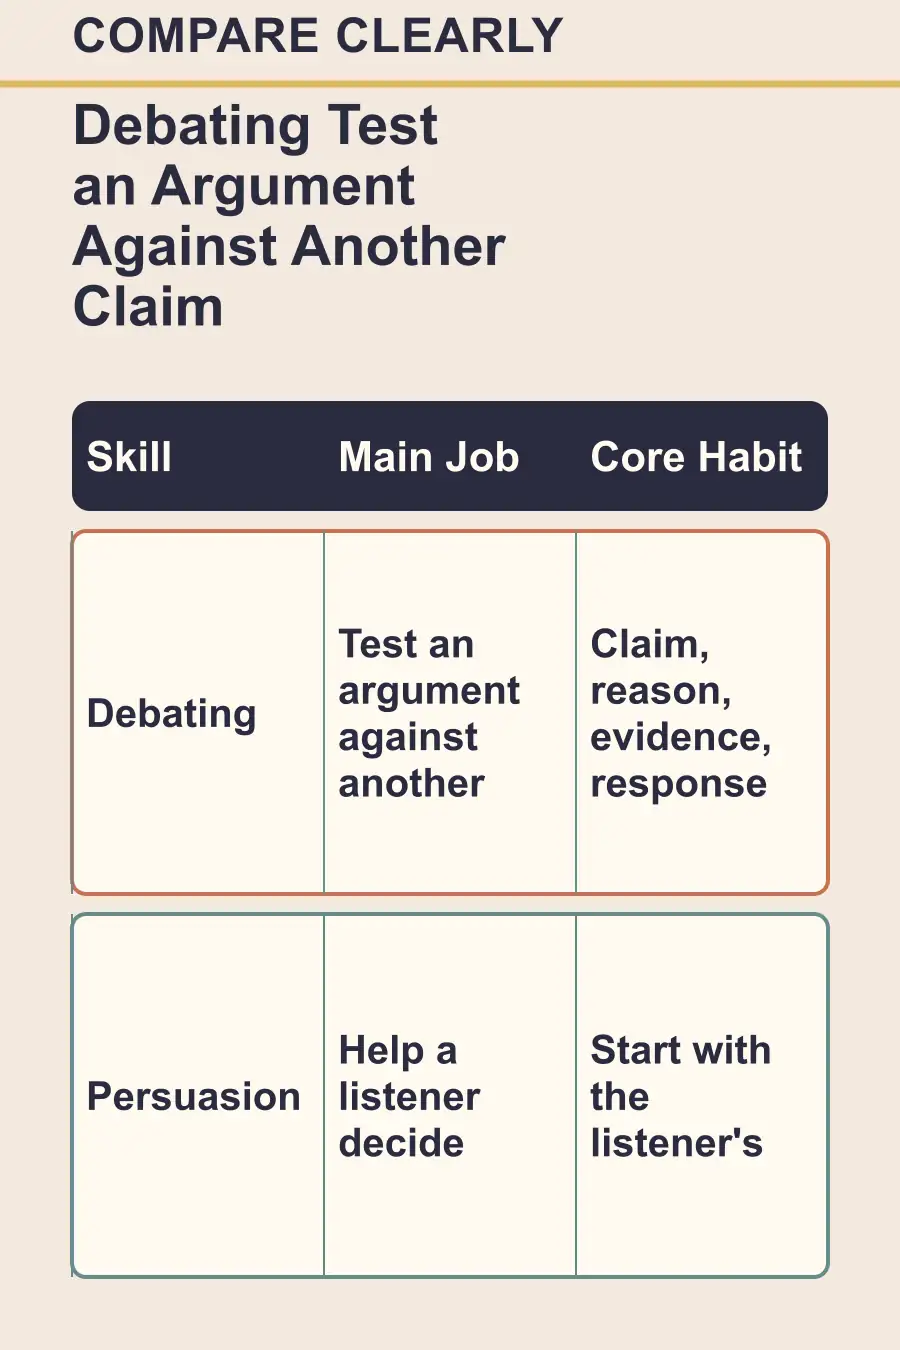 COMPARE CLEARLY
Debating Test
an Argument
Against Another
Claim
Skill
Main Job
Core Habit
Debating
Test an
argument
against
another
Claim,
reason,
evidence,
response
Persuasion
Help a
listener
decide
Start with
the
listener's